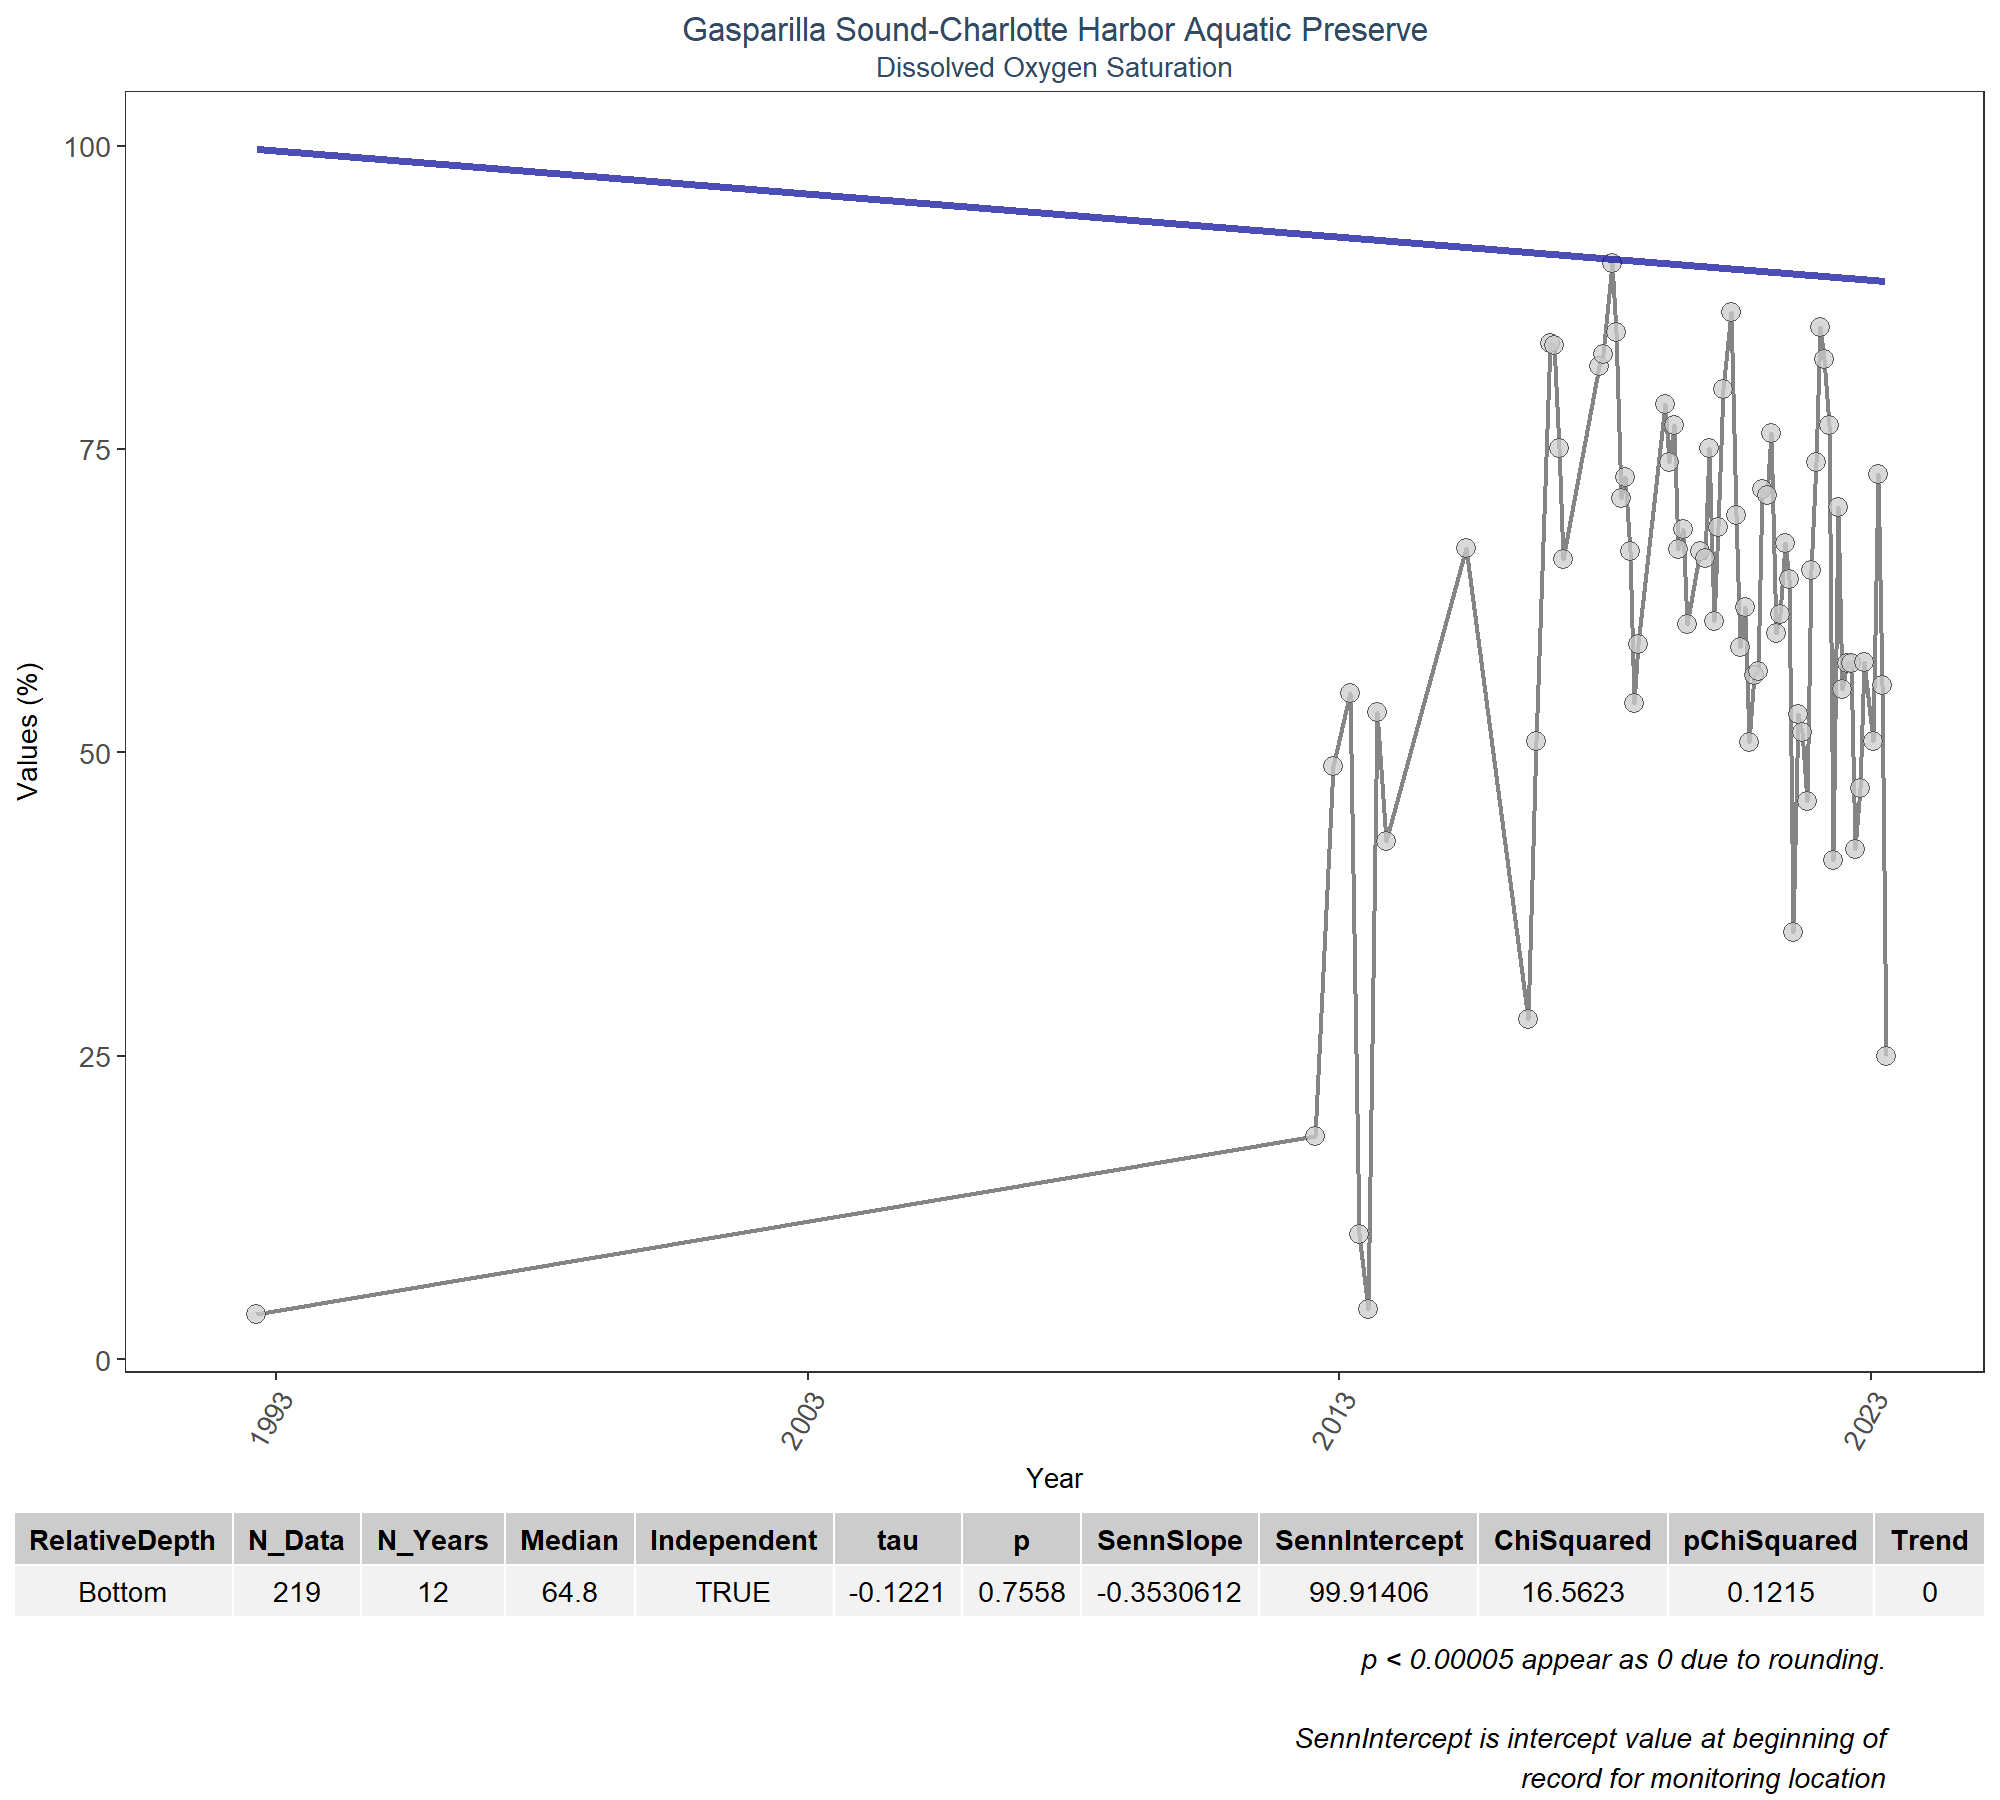 Gasparilla Sound-Charlotte Harbor Aquatic Preserve
Dissolved Oxygen Saturation
Values (%)
100
75
50
25
0
1993 2003 2013 2023
Year
RelativeDepth N_Data N_Years Median Independent tau p SennSlope SennIntercept ChiSquared pChiSquared Trend
Bottom 219 12 64.8 TRUE -0.1221 0.7558 -0.3530612 99.91406 16.5623 0.1215 0
p < 0.00005 appear as 0 due to rounding.
SennIntercept is intercept value at beginning of
record for monitoring location